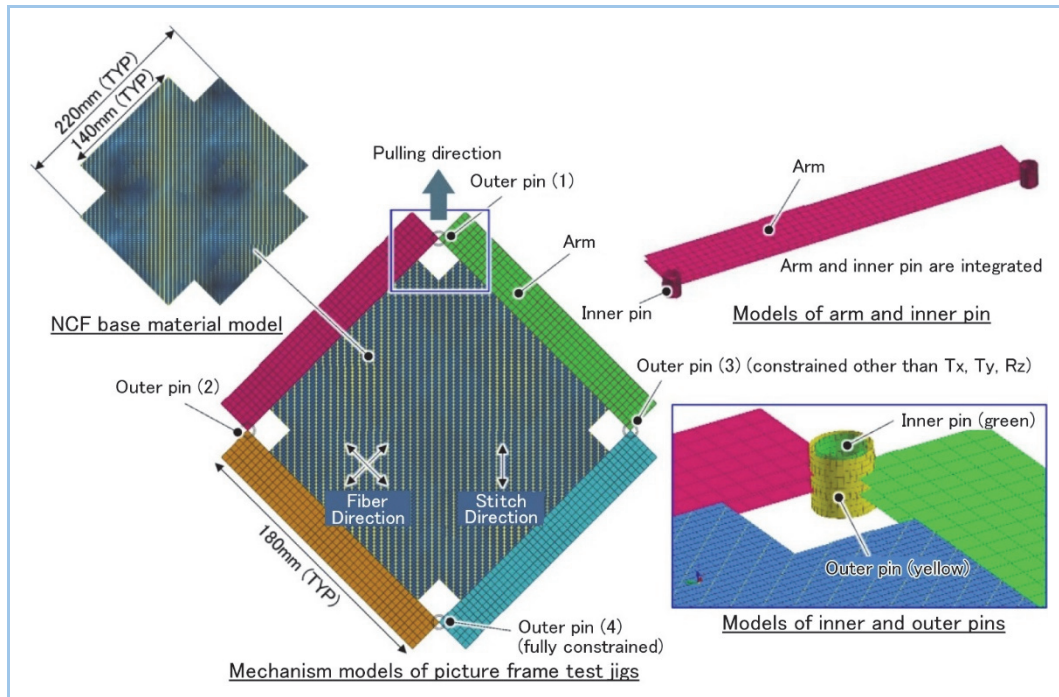 220mm (TYP)
140mm (TYP)
NCF base material model
Pulling direction
Outer pin (1)
Arm
Outer pin (2)
Outer pin (3) (constrained other than Tx, Ty, Rz)
Fiber
Direction
Stitch
Direction
180mm (TYP)
Outer pin (4)
(fully constrained)
Mechanism models of picture frame test jigs
Arm
Arm and inner pin are integrated
Inner pin
Models of arm and inner pin
Inner pin (green)
Outer pin (yellow)
Models of inner and outer pins